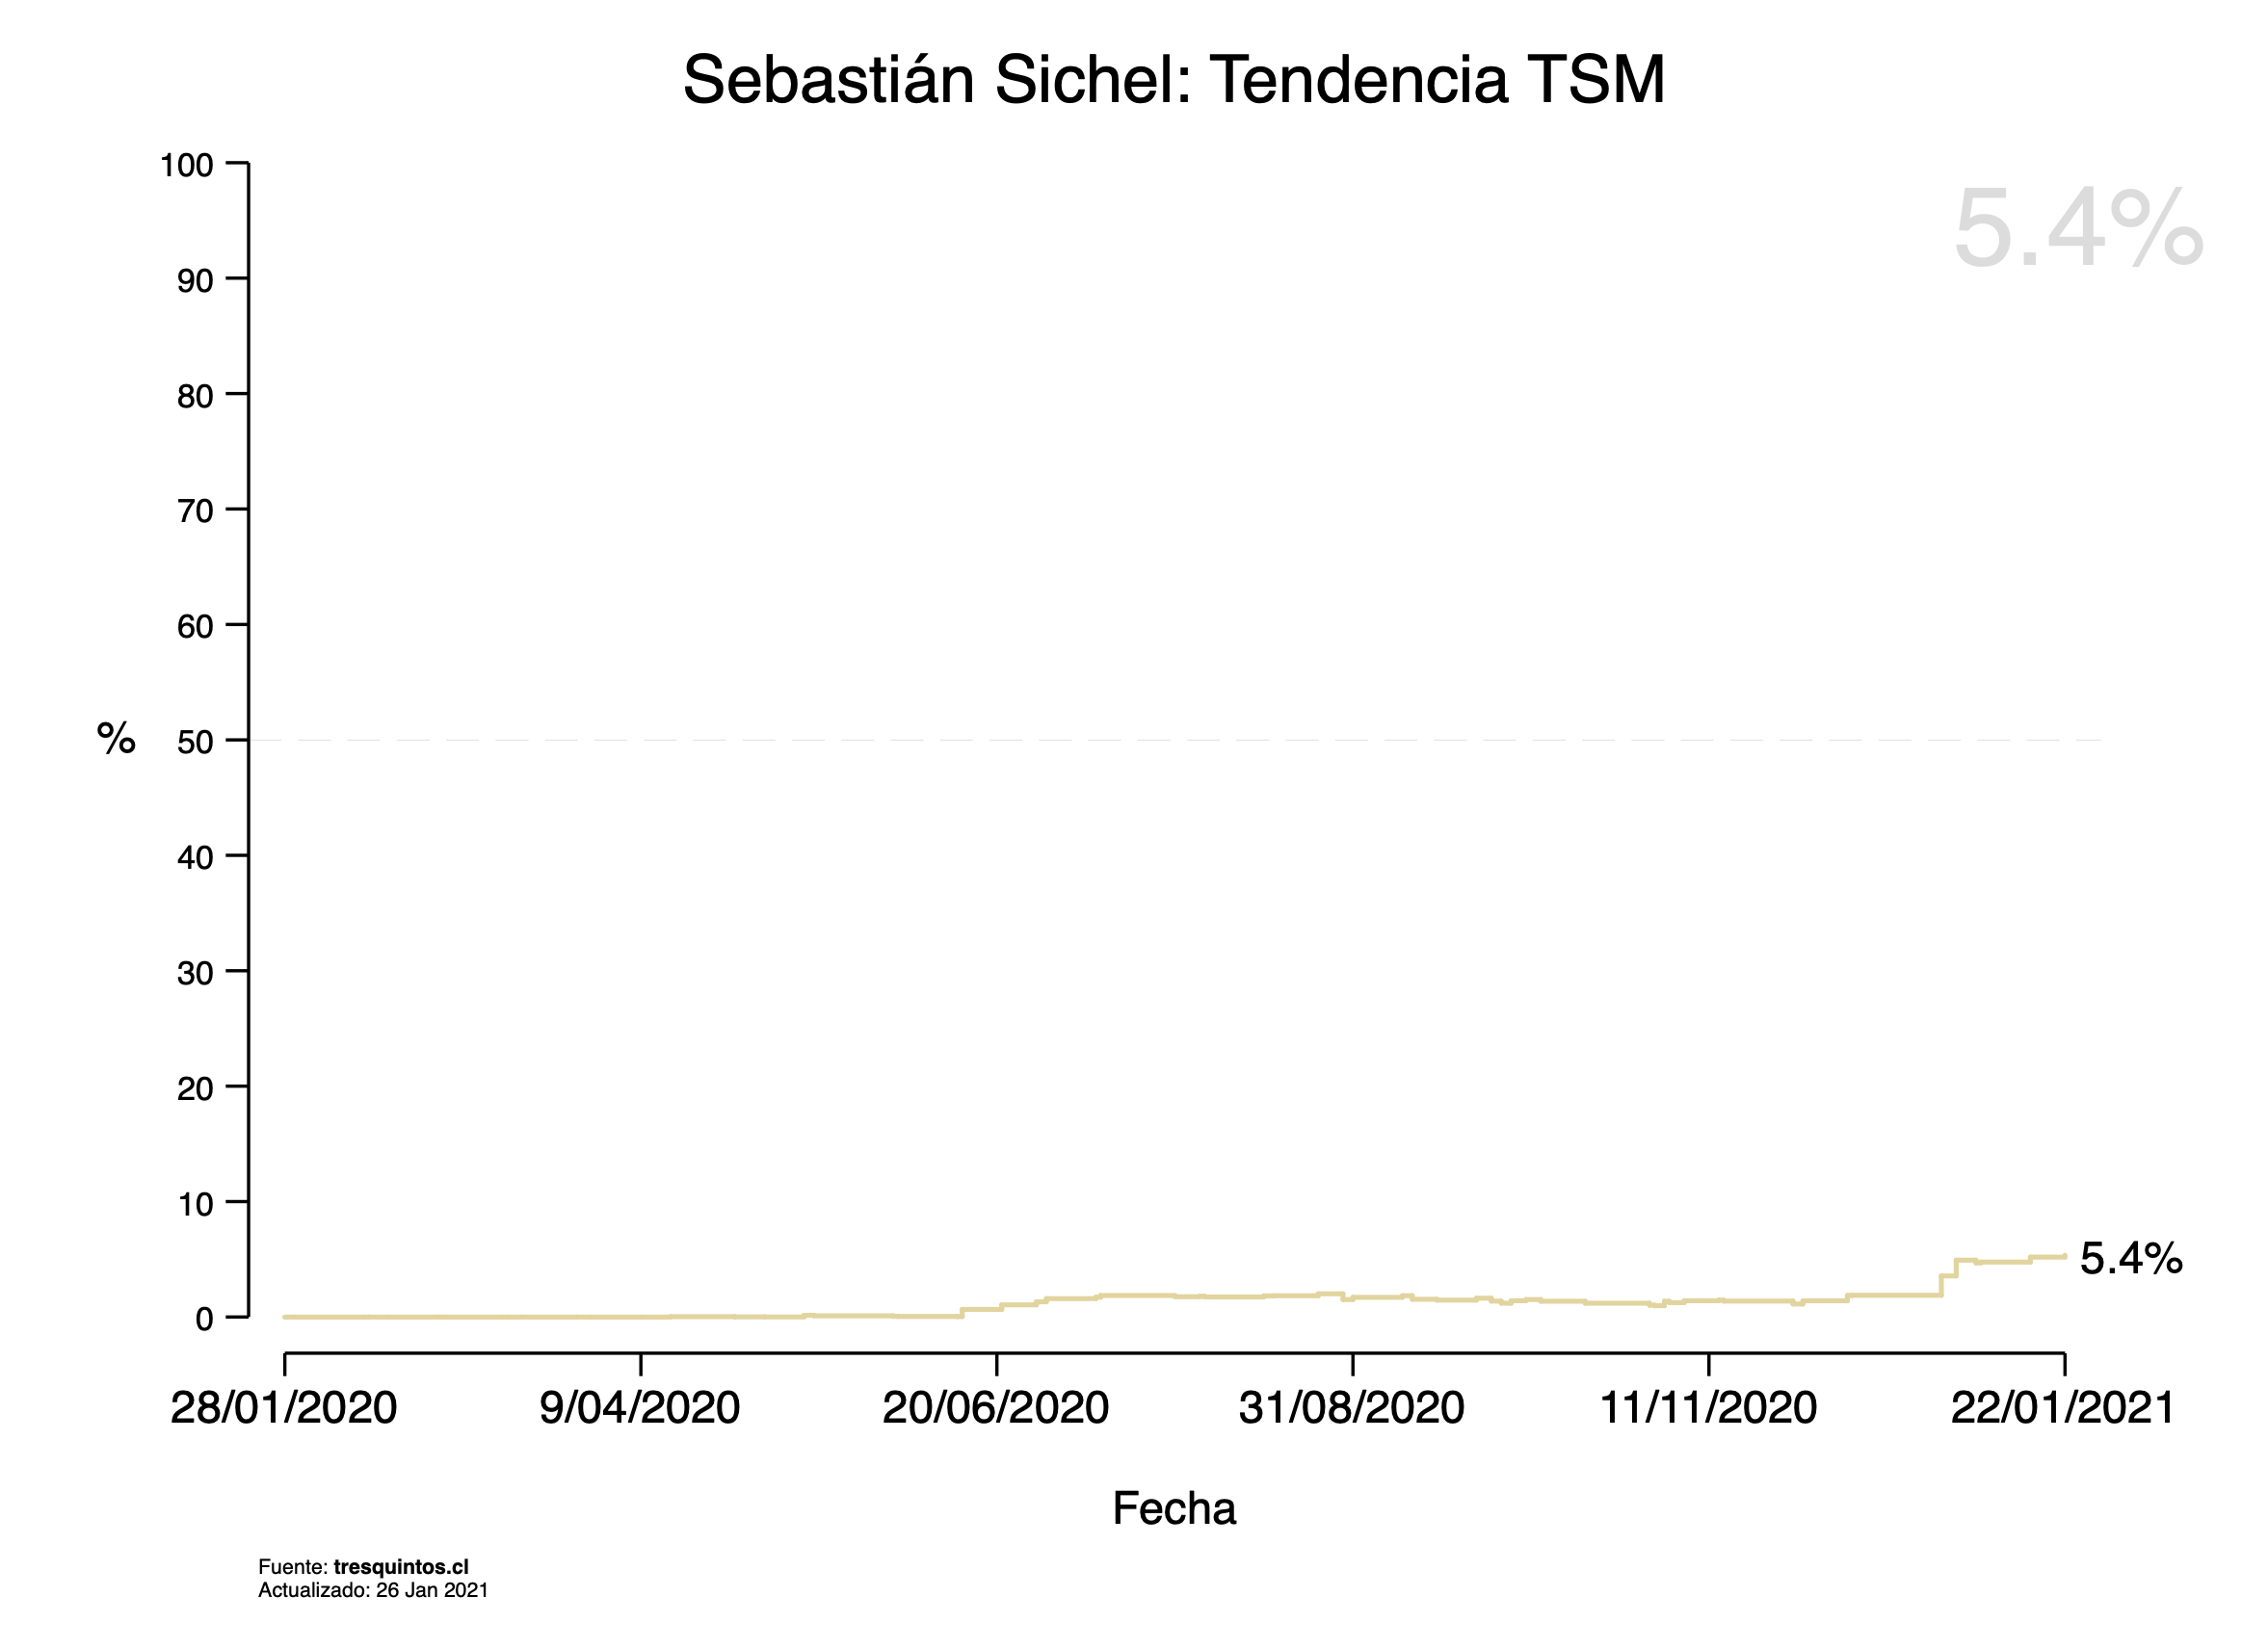 Sebastián Sichel: Tendencia TSM
5.4%
100
90
80
70
60
% 50
40
30
20
10
0
5.4%
28/01/2020 9/04/2020 20/06/2020 31/08/2020 11/11/2020 22/01/2021
Fecha
Fuente: tresquintos.cl
Actualizado: 26 Jan 2021